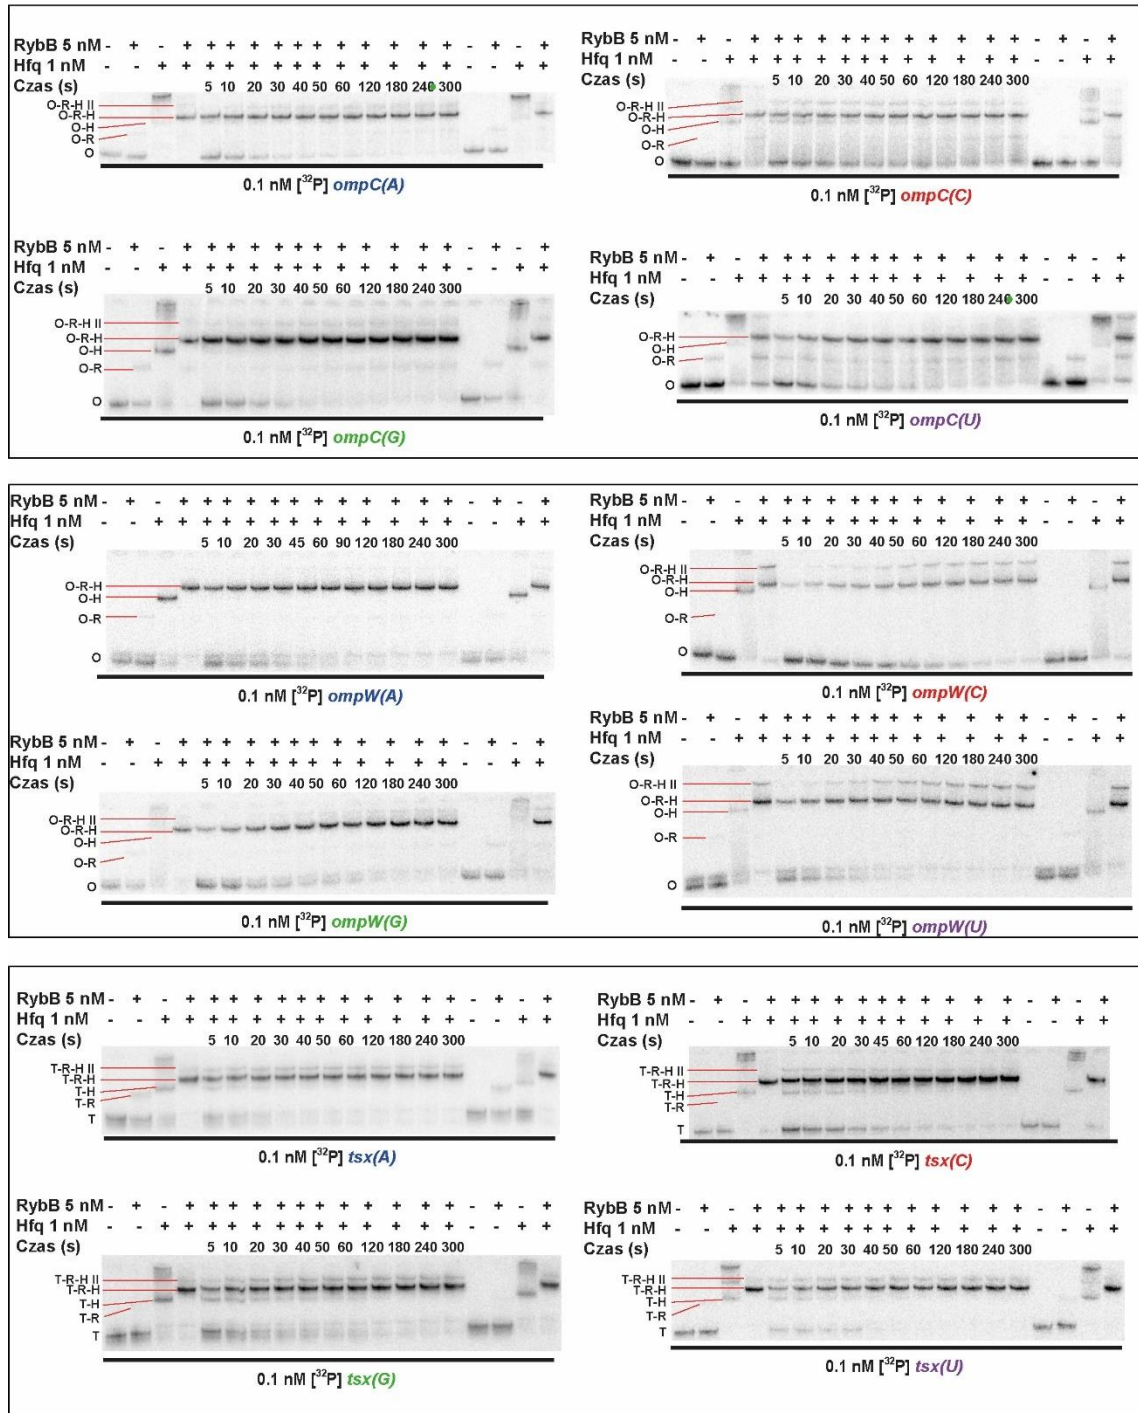 RybB 5 nM - + - + + + + + + + + + + + + - + - +
Hfq 1 nM - - + + + + + + + + + + + + + - - + +
Czas (s) 5 10 20 30 40 50 60 120 180 240 300
O-R-H II
O-R-H
O-H
O-R
O
0.1 nM [³²P] ompC(A)
RybB 5 nM - + - + + + + + + + + + + + + - + - +
Hfq 1 nM - - + + + + + + + + + + + + + - - + +
Czas (s) 5 10 20 30 40 50 60 120 180 240 300
O-R-H II
O-R-H
O-H
O-R
O
0.1 nM [³²P] ompC(C)
RybB 5 nM - + - + + + + + + + + + + + + - + - +
Hfq 1 nM - - + + + + + + + + + + + + + - - + +
Czas (s) 5 10 20 30 40 50 60 120 180 240 300
O-R-H II
O-R-H
O-H
O-R
O
0.1 nM [³²P] ompC(G)
RybB 5 nM - + - + + + + + + + + + + + + - + - +
Hfq 1 nM - - + + + + + + + + + + + + + - - + +
Czas (s) 5 10 20 30 40 50 60 120 180 240 300
O-R-H
O-H
O-R
O
0.1 nM [³²P] ompC(U)
RybB 5 nM - + - + + + + + + + + + + + + - + - +
Hfq 1 nM - - + + + + + + + + + + + + + - - + +
Czas (s) 5 10 20 30 45 60 90 120 180 240 300
O-R-H
O-H
O-R
O
0.1 nM [³²P] ompW(A)
RybB 5 nM - + - + + + + + + + + + + + + - + - +
Hfq 1 nM - - + + + + + + + + + + + + + - - + +
Czas (s) 5 10 20 30 40 50 60 120 180 240 300
O-R-H II
O-R-H
O-H
O-R
O
0.1 nM [³²P] ompW(C)
RybB 5 nM - + - + + + + + + + + + + + + - + - +
Hfq 1 nM - - + + + + + + + + + + + + + - - + +
Czas (s) 5 10 20 30 40 50 60 120 180 240 300
O-R-H II
O-R-H
O-H
O-R
O
0.1 nM [³²P] ompW(G)
RybB 5 nM - + - + + + + + + + + + + + + - + - +
Hfq 1 nM - - + + + + + + + + + + + + + - - + +
Czas (s) 5 10 20 30 40 50 60 120 180 240 300
O-R-H II
O-R-H
O-H
O-R
O
0.1 nM [³²P] ompW(U)
RybB 5 nM - + - + + + + + + + + + + + + - + - +
Hfq 1 nM - - + + + + + + + + + + + + + - - + +
Czas (s) 5 10 20 30 40 50 60 120 180 240 300
T-R-H II
T-R-H
T-H
T-R
T
0.1 nM [³²P] tsx(A)
RybB 5 nM - + - + + + + + + + + + + + - + - +
Hfq 1 nM - - + + + + + + + + + + + + - - + +
Czas (s) 5 10 20 30 45 60 120 180 240 300
T-R-H II
T-R-H
T-H
T-R
T
0.1 nM [³²P] tsx(C)
RybB 5 nM - + - + + + + + + + + + + + + - + - +
Hfq 1 nM - - + + + + + + + + + + + + + - - + +
Czas (s) 5 10 20 30 40 50 60 120 180 240 300
T-R-H II
T-R-H
T-H
T-R
T
0.1 nM [³²P] tsx(G)
RybB 5 nM - + - + + + + + + + + + + + + - + - +
Hfq 1 nM - - + + + + + + + + + + + + + - - + +
Czas (s) 5 10 20 30 40 50 60 120 180 240 300
T-R-H II
T-R-H
T-H
T-R
T
0.1 nM [³²P] tsx(U)